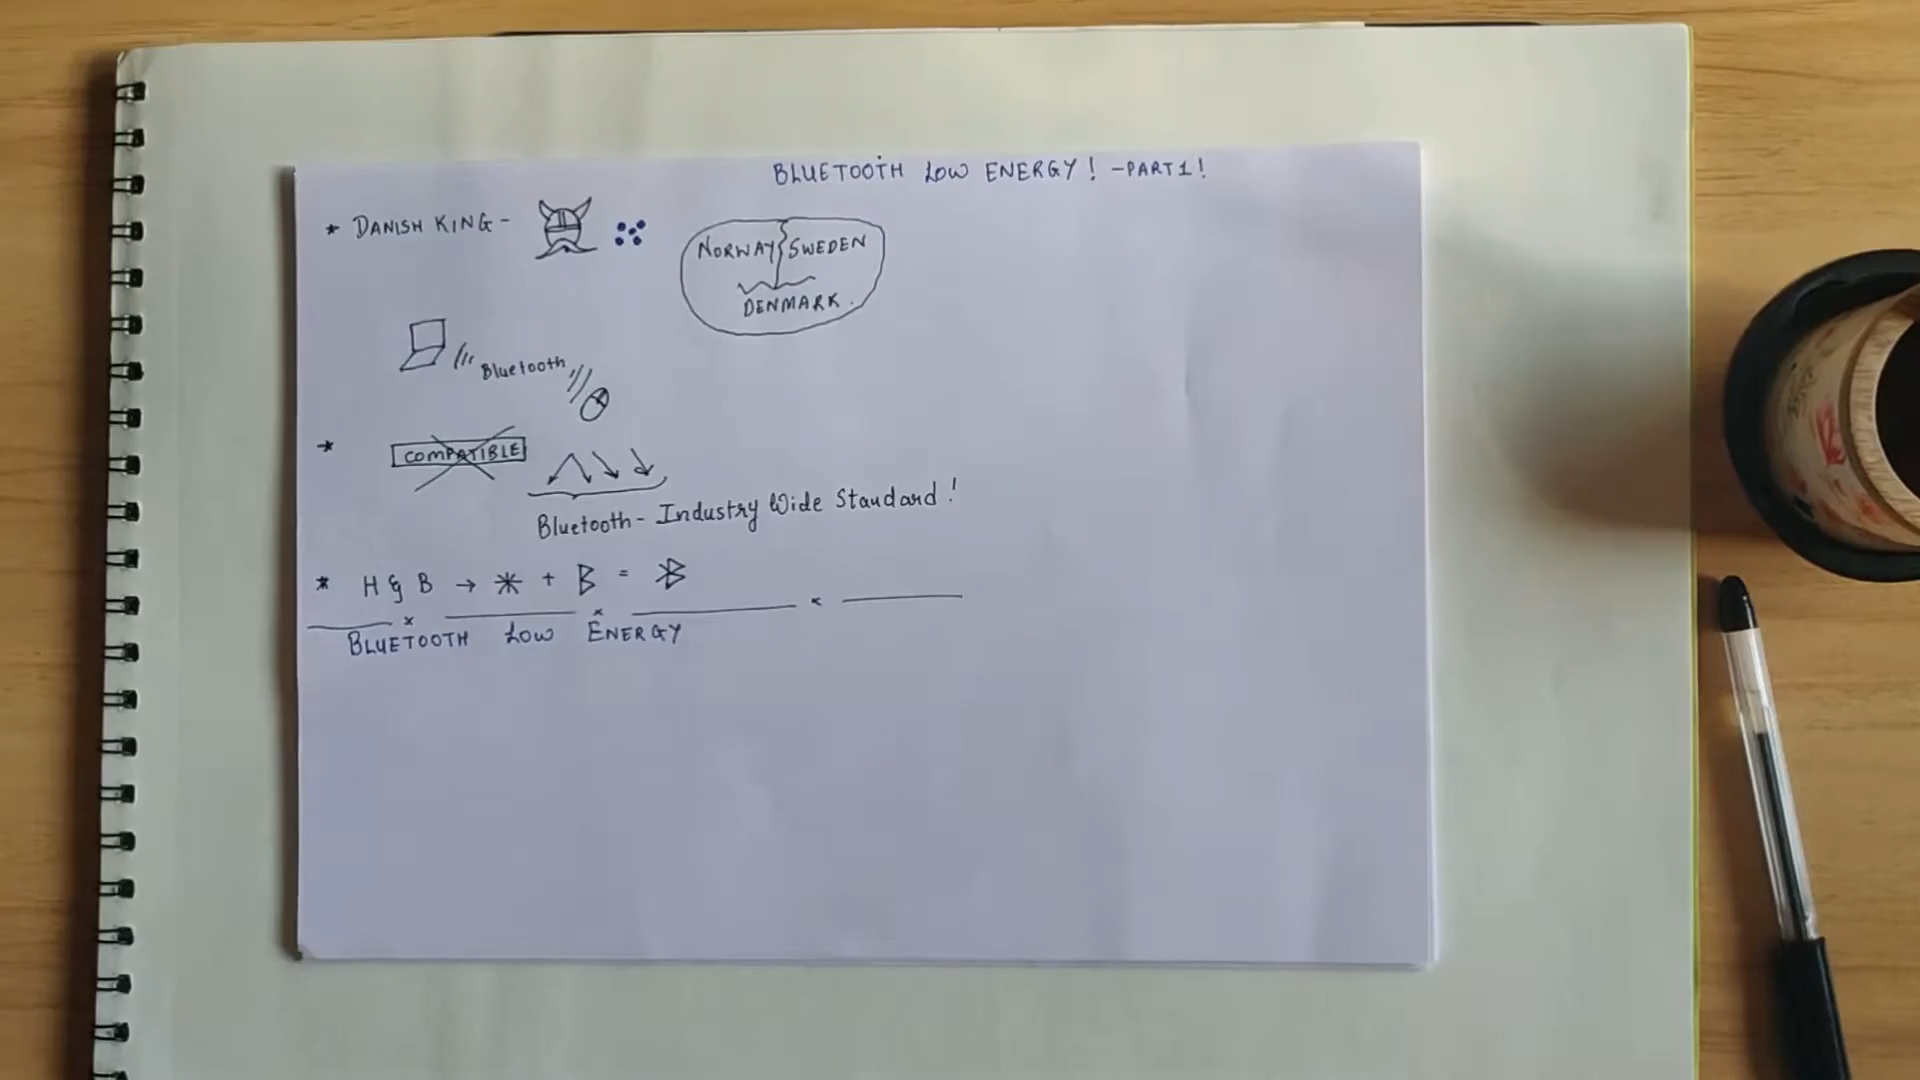 BLUETOOTH LOW ENERGY! -PART1!
* DANISH KING -
NORWAY SWEDEN
DENMARK.
Bluetooth
* COMPATIBLE
Bluetooth - Industry Wide Standard!
* H & B → * + B = ᛒ
BLUETOOTH LOW ENERGY